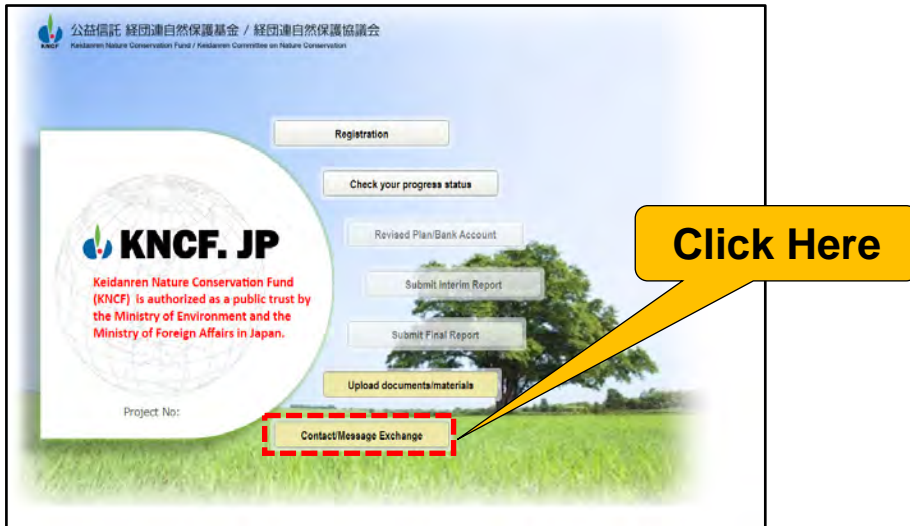 公益信託 経団連自然保護基金 / 経団連自然保護協議会
KNCF Keidanren Nature Conservation Fund / Keidanren Committee on Nature Conservation
Registration
Check your progress status
Revised Plan/Bank Account
Click Here
KNCF. JP
Keidanren Nature Conservation Fund
(KNCF) is authorized as a public trust by
the Ministry of Environment and the
Ministry of Foreign Affairs in Japan.
Submit Interim Report
Submit Final Report
Upload documents/materials
Project No:
Contact/Message Exchange